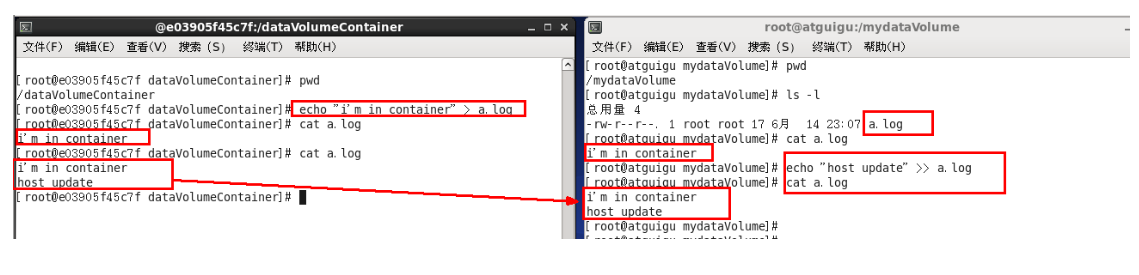 @e03905f45c7f:/dataVolumeContainer
文件(F) 编辑(E) 查看(V) 搜索 (S) 终端(T) 帮助(H)
[root@e03905f45c7f dataVolumeContainer]# pwd
/dataVolumeContainer
[root@e03905f45c7f dataVolumeContainer]# echo "i'm in container" > a.log
[root@e03905f45c7f dataVolumeContainer]# cat a.log
i'm in container
[root@e03905f45c7f dataVolumeContainer]# cat a.log
i'm in container
host update
[root@e03905f45c7f dataVolumeContainer]#
root@atguigu:/mydataVolume
文件(F) 编辑(E) 查看(V) 搜索 (S) 终端(T) 帮助(H)
[root@atguigu mydataVolume]# pwd
/mydataVolume
[root@atguigu mydataVolume]# ls -l
总用量 4
-rw-r--r--. 1 root root 17 6月 14 23:07 a.log
[root@atguigu mydataVolume]# cat a.log
i'm in container
[root@atguigu mydataVolume]# echo "host update" >> a.log
[root@atguigu mydataVolume]# cat a.log
i'm in container
host update
[root@atguigu mydataVolume]#
[root@atguigu mydataVolume]#